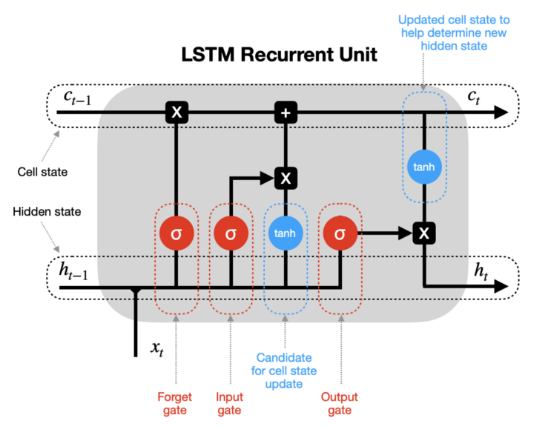 Updated cell state to
help determine new
hidden state
LSTM Recurrent Unit
c_{t−1}
X
+
c_t
tanh
Cell state
X
Hidden state
σ
σ
tanh
σ
X
h_{t−1}
h_t
x_t
Candidate
for cell state
update
Forget
gate
Input
gate
Output
gate